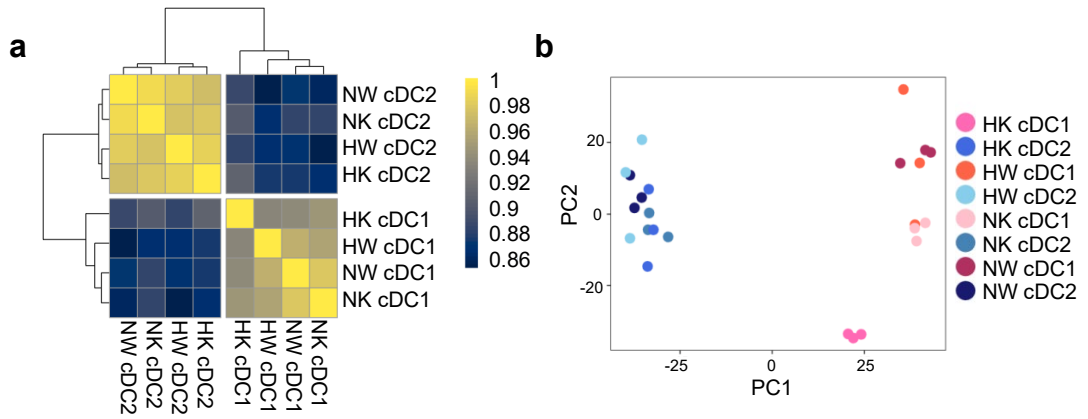 a
b
1
0.98
0.96
0.94
0.92
0.9
0.88
0.86
NW cDC2
NK cDC2
HW cDC2
HK cDC2
HK cDC1
HW cDC1
NW cDC1
NK cDC1
NW cDC2
NK cDC2
HW cDC2
HK cDC2
HK cDC1
HW cDC1
NW cDC1
NK cDC1
PC2
20
0
-20
-25
0
25
PC1
HK cDC1
HK cDC2
HW cDC1
HW cDC2
NK cDC1
NK cDC2
NW cDC1
NW cDC2